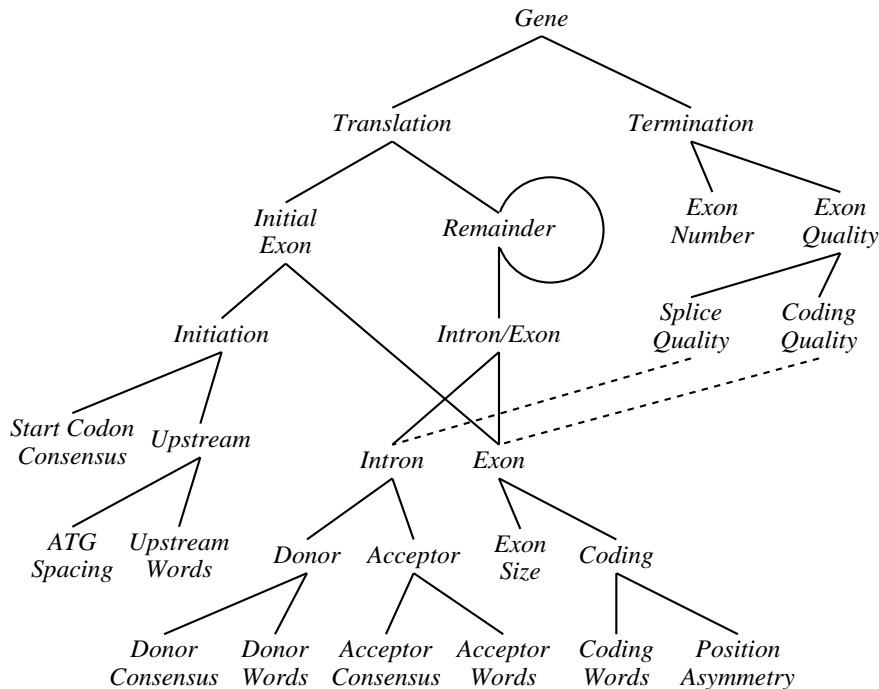 Gene
Translation
Termination
Initial
Exon
Remainder
Exon
Number
Exon
Quality
Initiation
Intron/Exon
Splice
Quality
Coding
Quality
Start Codon
Consensus
Upstream
Intron
Exon
ATG
Spacing
Upstream
Words
Donor
Acceptor
Exon
Size
Coding
Donor
Consensus
Donor
Words
Acceptor
Consensus
Acceptor
Words
Coding
Words
Position
Asymmetry